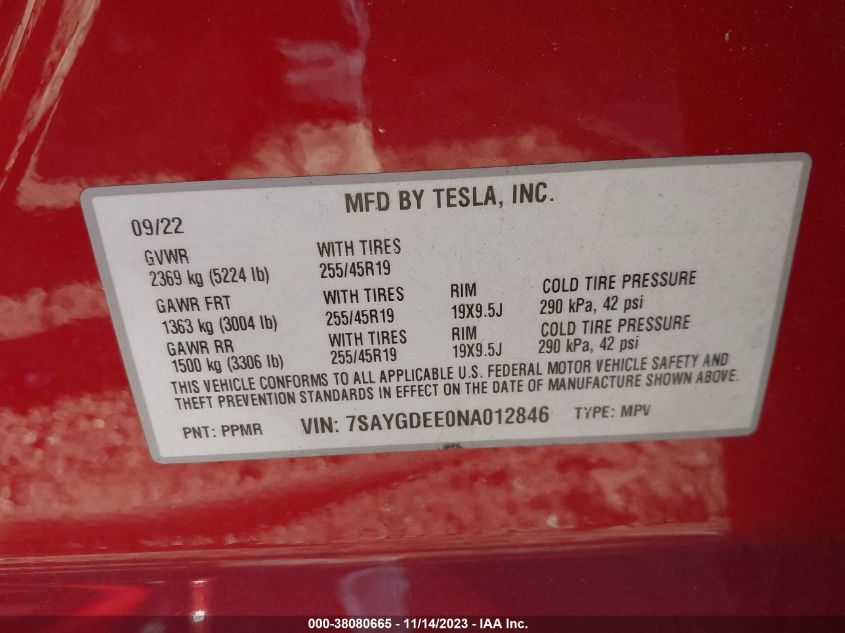 MFD BY TESLA, INC.
09/22
GVWR WITH TIRES
2369 kg (5224 lb) 255/45R19
GAWR FRT WITH TIRES RIM COLD TIRE PRESSURE
1363 kg (3004 lb) 255/45R19 19X9.5J 290 kPa, 42 psi
GAWR RR WITH TIRES RIM COLD TIRE PRESSURE
1500 kg (3306 lb) 255/45R19 19X9.5J 290 kPa, 42 psi
THIS VEHICLE CONFORMS TO ALL APPLICABLE U.S. FEDERAL MOTOR VEHICLE SAFETY AND
THEFT PREVENTION STANDARDS IN EFFECT ON THE DATE OF MANUFACTURE SHOWN ABOVE.
PNT: PPMR VIN: 7SAYGDEE0NA012846 TYPE: MPV
000-38080665 - 11/14/2023 - IAA Inc.